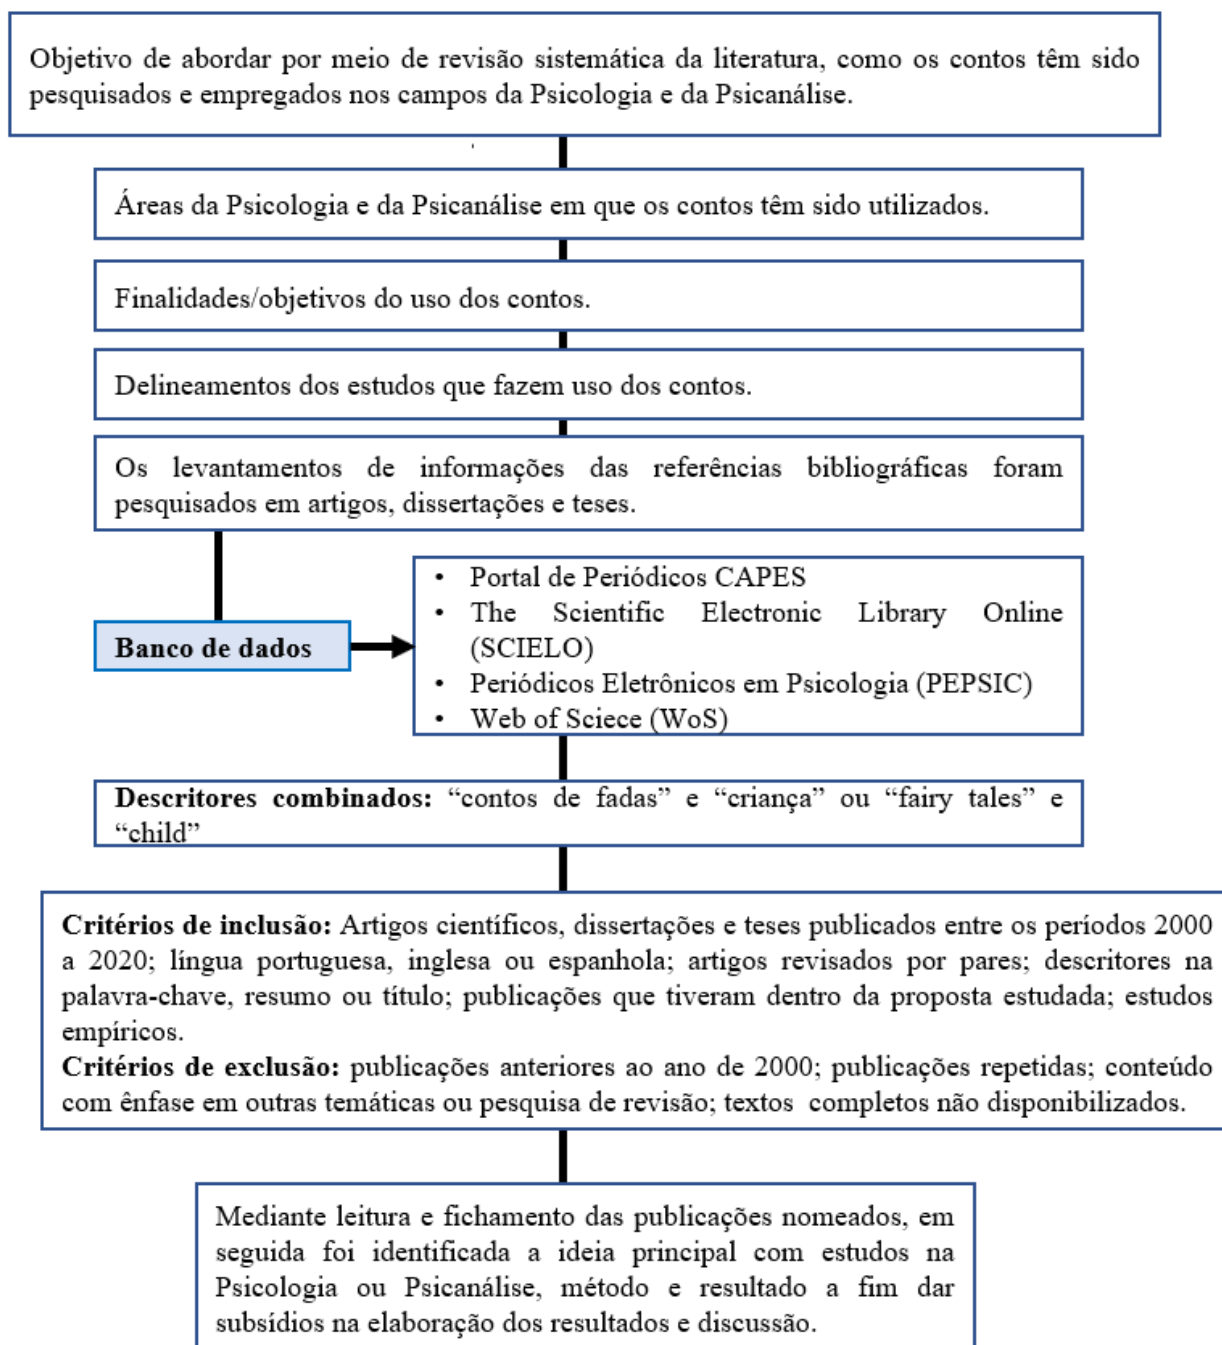 Objetivo de abordar por meio de revisão sistemática da literatura, como os contos têm sido
pesquisados e empregados nos campos da Psicologia e da Psicanálise.
Áreas da Psicologia e da Psicanálise em que os contos têm sido utilizados.
Finalidades/objetivos do uso dos contos.
Delineamentos dos estudos que fazem uso dos contos.
Os levantamentos de informações das referências bibliográficas foram
pesquisados em artigos, dissertações e teses.
Banco de dados
• Portal de Periódicos CAPES
• The Scientific Electronic Library Online
(SCIELO)
• Periódicos Eletrônicos em Psicologia (PEPSIC)
• Web of Sciece (WoS)
Descritores combinados: “contos de fadas” e “criança” ou “fairy tales” e
“child”
Critérios de inclusão: Artigos científicos, dissertações e teses publicados entre os períodos 2000
a 2020; língua portuguesa, inglesa ou espanhola; artigos revisados por pares; descritores na
palavra-chave, resumo ou título; publicações que tiveram dentro da proposta estudada; estudos
empíricos.
Critérios de exclusão: publicações anteriores ao ano de 2000; publicações repetidas; conteúdo
com ênfase em outras temáticas ou pesquisa de revisão; textos completos não disponibilizados.
Mediante leitura e fichamento das publicações nomeados, em
seguida foi identificada a ideia principal com estudos na
Psicologia ou Psicanálise, método e resultado a fim dar
subsídios na elaboração dos resultados e discussão.